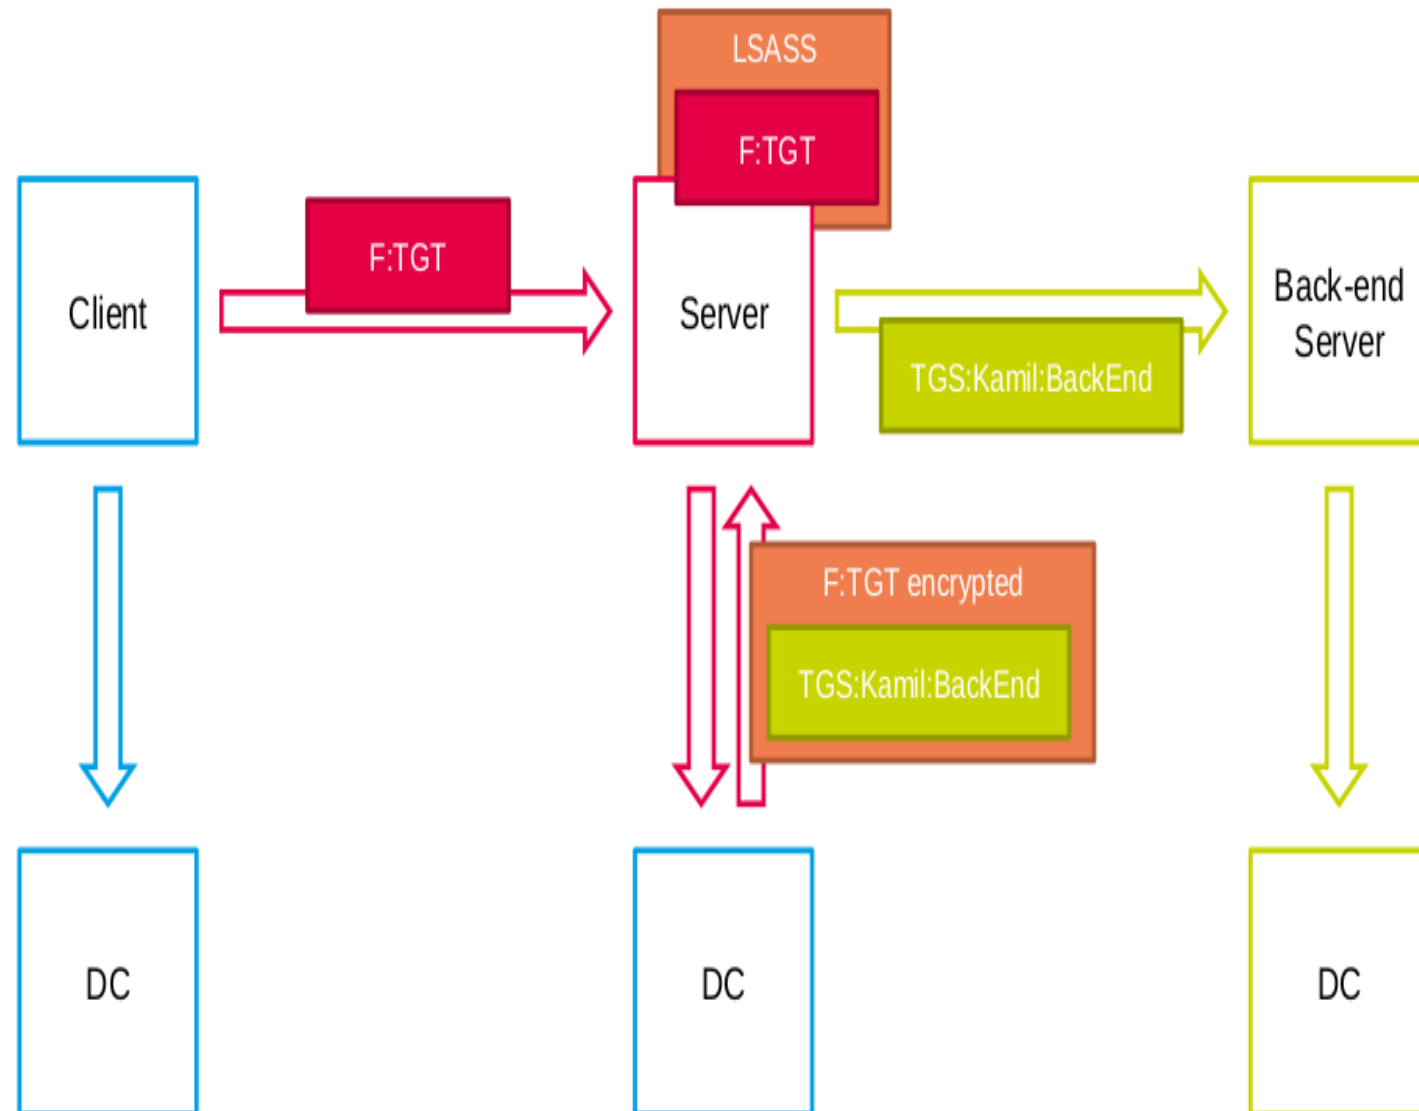 LSASS
F:TGT
F:TGT
Client
Server
Back-end
Server
TGS:Kamil:BackEnd
F:TGT encrypted
TGS:Kamil:BackEnd
DC
DC
DC